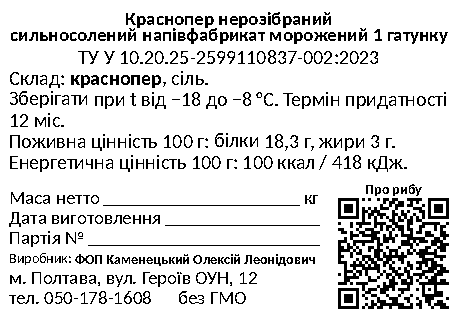 Краснопер нерозібраний
сильносолений напівфабрикат морожений 1 гатунку
ТУ У 10.20.25-2599110837-002:2023
Склад: краснопер, сіль.
Зберігати при t від −18 до −8 °С. Термін придатності
12 міс.
Поживна цінність 100 г: білки 18,3 г, жири 3 г.
Енергетична цінність 100 г: 100 ккал / 418 кДж.
Про рибу
Маса нетто ____________________ кг
Дата виготовлення ________________
Партія № ________________________
Виробник: ФОП Каменецький Олексій Леонідович
м. Полтава, вул. Героїв ОУН, 12
тел. 050-178-1608 без ГМО